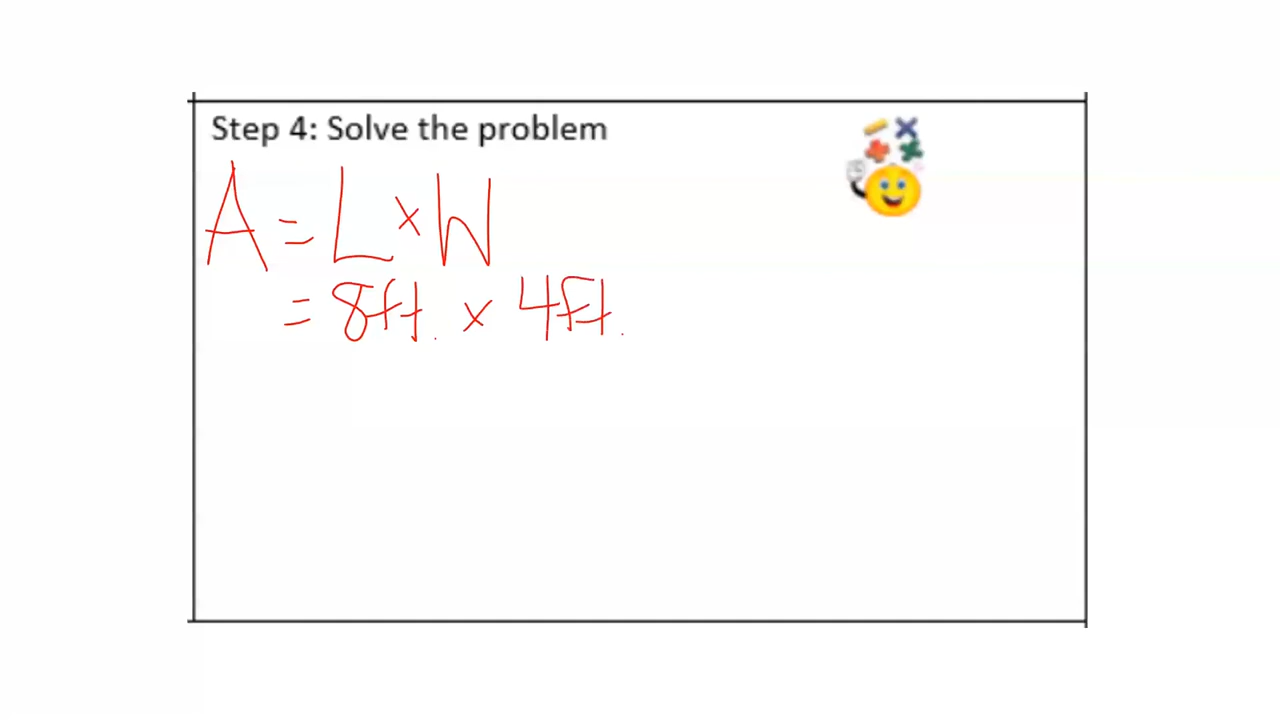 Step 4: Solve the problem
A = L × W
= 8ft. × 4ft.